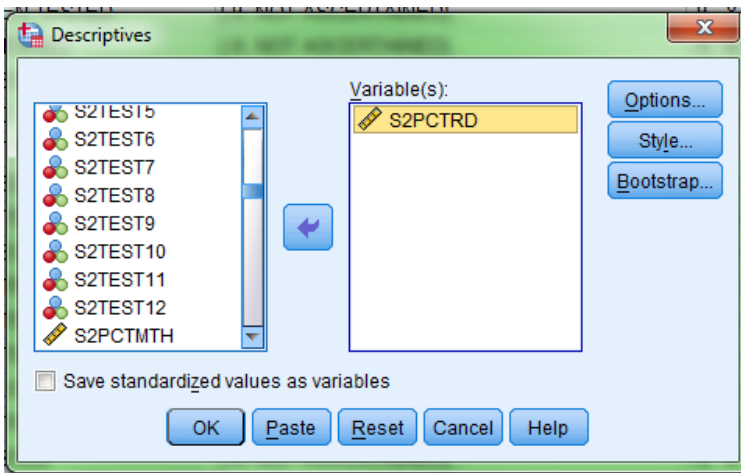 Descriptives
Variable(s):
S2TEST5
S2TEST6
S2TEST7
S2TEST8
S2TEST9
S2TEST10
S2TEST11
S2TEST12
S2PCTMTH
S2PCTRD
Options...
Style...
Bootstrap...
Save standardized values as variables
OK
Paste
Reset
Cancel
Help